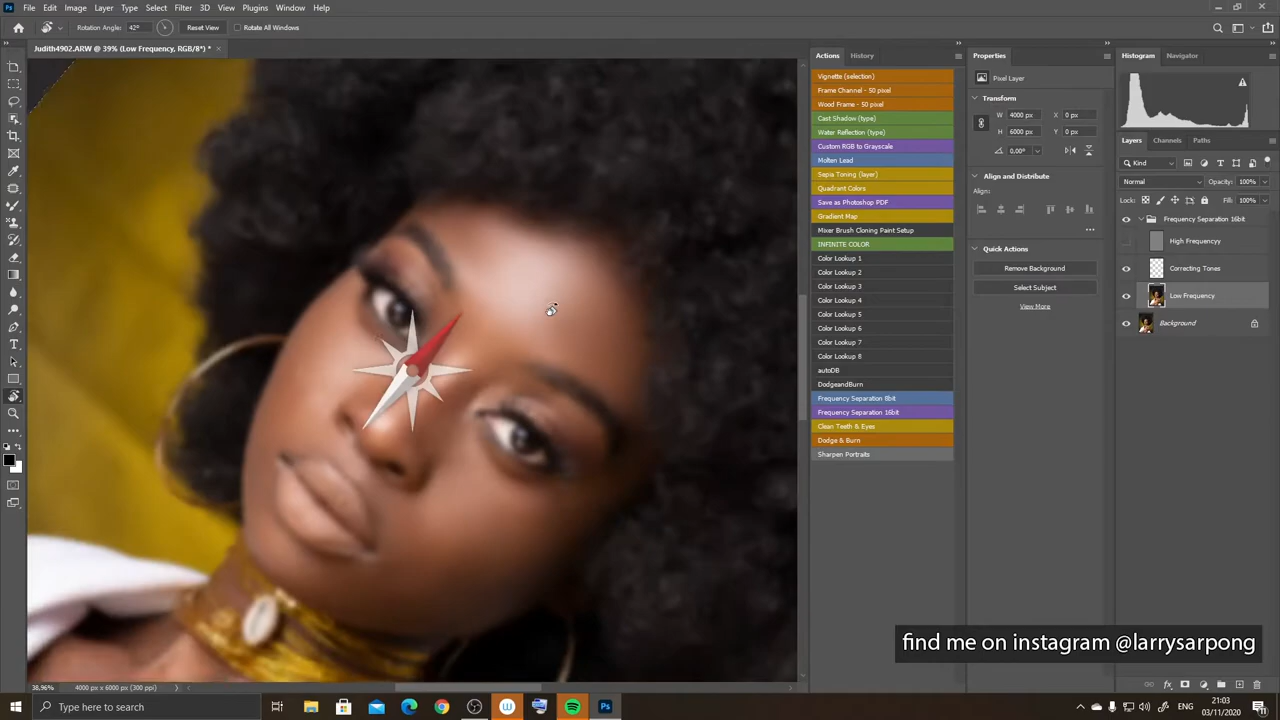 File Edit Image Layer Type Select Filter 3D View Plugins Window Help
Rotation Angle: 42° Reset View Rotate All Windows
Judith4902.ARW @ 39% (Low Frequency, RGB/8*) *
Actions History
Vignette (selection)
Frame Channel - 50 pixel
Wood Frame - 50 pixel
Cast Shadow (type)
Water Reflection (type)
Custom RGB to Grayscale
Molten Lead
Sepia Toning (layer)
Quadrant Colors
Save as Photoshop PDF
Gradient Map
Mixer Brush Cloning Paint Setup
INFINITE COLOR
Color Lookup 1
Color Lookup 2
Color Lookup 3
Color Lookup 4
Color Lookup 5
Color Lookup 6
Color Lookup 7
Color Lookup 8
autoDB
DodgeandBurn
Frequency Separation 8bit
Frequency Separation 16bit
Clean Teeth & Eyes
Dodge & Burn
Sharpen Portraits
Properties
Pixel Layer
Transform
W 4000 px X 0 px
H 6000 px Y 0 px
0.00°
Align and Distribute
Align:
Quick Actions
Remove Background
Select Subject
View More
Histogram Navigator
Layers Channels Paths
Kind
Normal Opacity: 100%
Lock: Fill: 100%
Frequency Separation 16bit
High Frequencyy
Correcting Tones
Low Frequency
Background
find me on instagram @larrysarpong
38.96% 4000 px x 6000 px (300 ppi)
Type here to search
21:03
03/11/2020